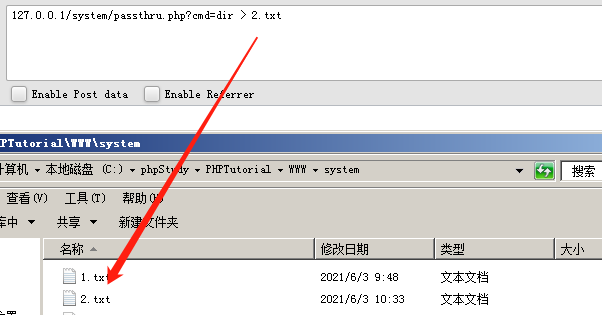 127.0.0.1/system/passthru.php?cmd=dir > 2.txt
Enable Post data Enable Referrer
PTutorial\WWW\system
计算机 ▸ 本地磁盘 (C:) ▸ phpStudy ▸ PHPTutorial ▸ WWW ▸ system 搜索
查看(V) 工具(T) 帮助(H)
库中 共享 新建文件夹
名称 修改日期 类型 大小
1.txt 2021/6/3 9:48 文本文档
2.txt 2021/6/3 10:33 文本文档